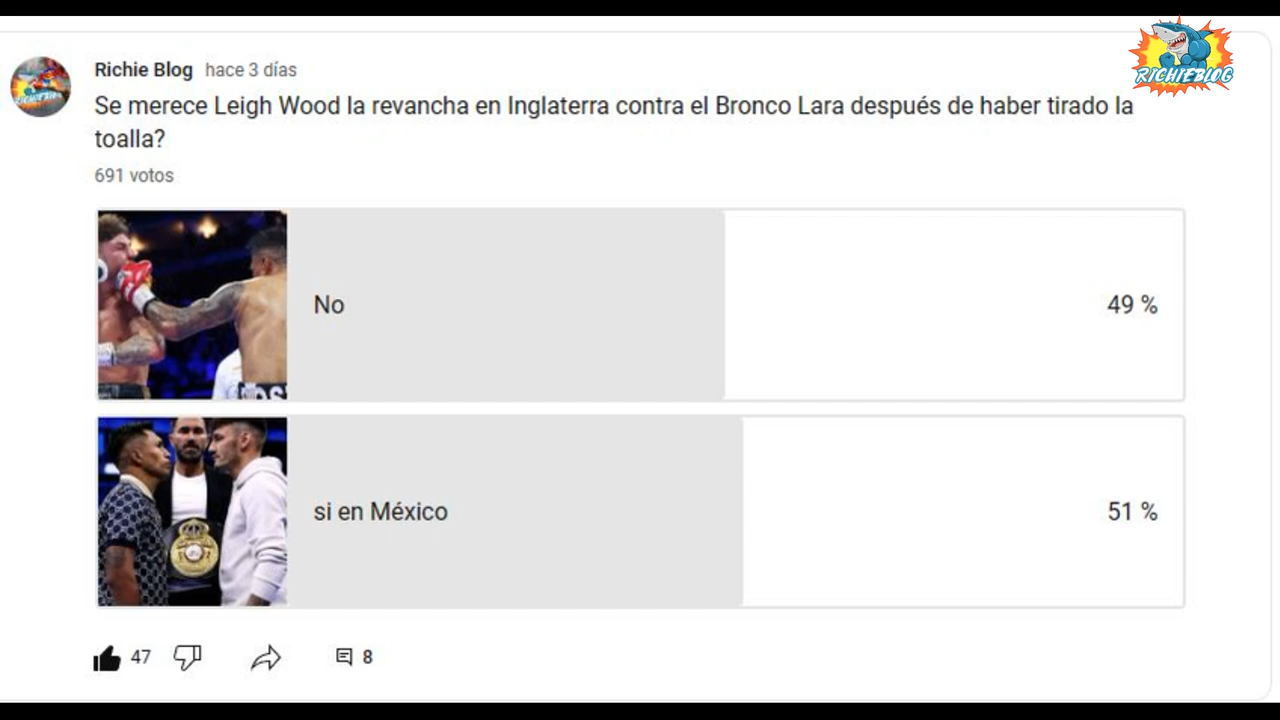 RICHIEBLOG
Richie Blog hace 3 días
Se merece Leigh Wood la revancha en Inglaterra contra el Bronco Lara después de haber tirado la
toalla?
691 votos
No 49 %
si en México 51 %
47 8